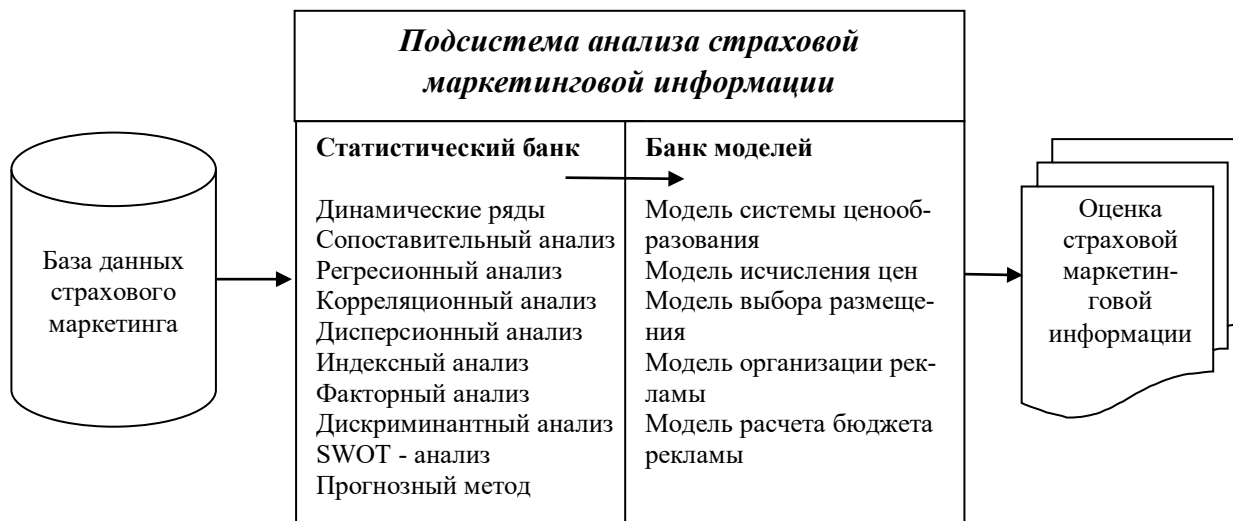 Подсистема анализа страховой
маркетинговой информации
База данных
страхового
маркетинга
Статистический банк
Динамические ряды
Сопоставительный анализ
Регресионный анализ
Корреляционный анализ
Дисперсионный анализ
Индексный анализ
Факторный анализ
Дискриминантный анализ
SWOT - анализ
Прогнозный метод
Банк моделей
Модель системы ценооб-
разования
Модель исчисления цен
Модель выбора размеще-
ния
Модель организации рек-
ламы
Модель расчета бюджета
рекламы
Оценка
страховой
маркетин-
говой
информации